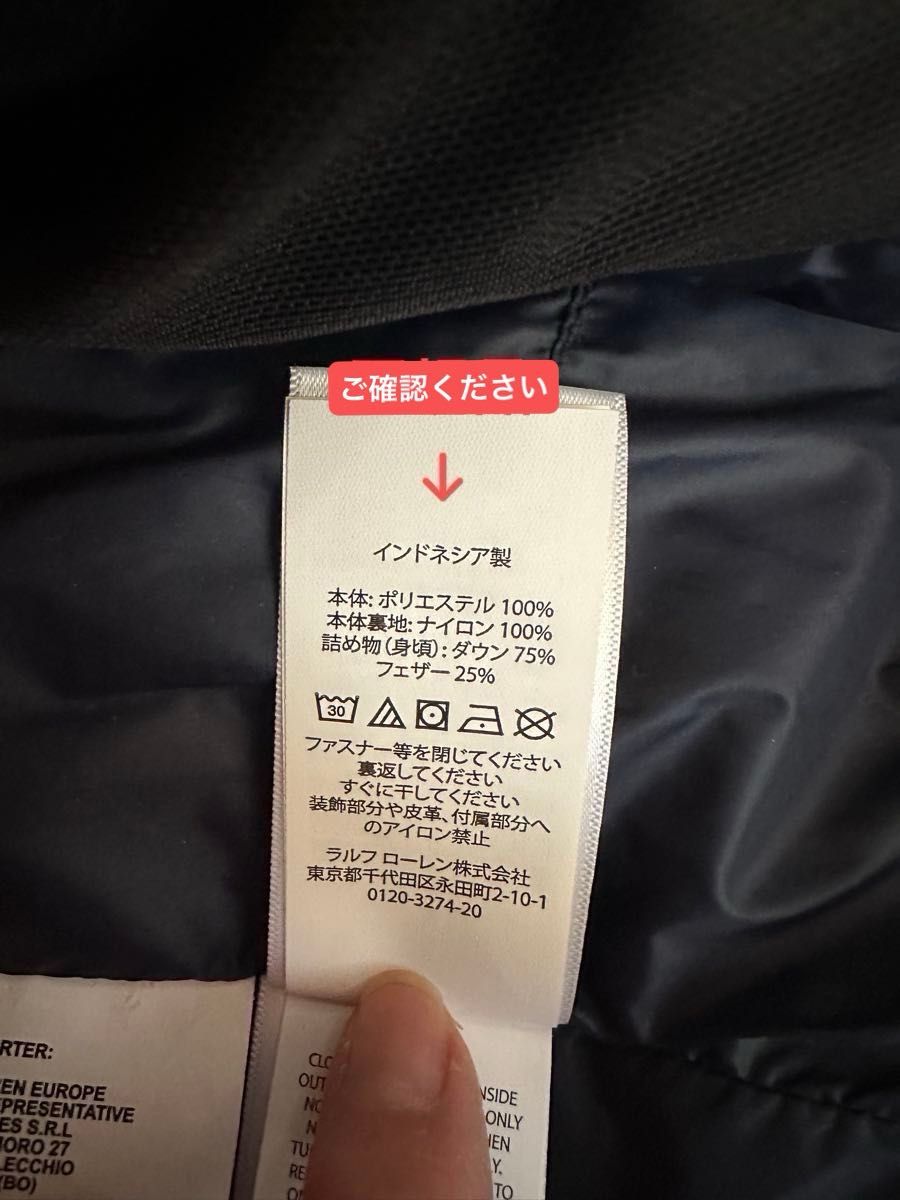 ご確認ください
インドネシア製
本体: ポリエステル 100%
本体裏地: ナイロン 100%
詰め物（身頃）: ダウン 75%
フェザー 25%
30
ファスナー等を閉じてください
裏返してください
すぐに干してください
装飾部分や皮革、付属部分へ
のアイロン禁止
ラルフ ローレン株式会社
東京都千代田区永田町2-10-1
0120-3274-20
RTER:
EN EUROPE
EPRESENTATIVE
ES S.R.L
MORO 27
LECCHIO
(BO)
NSIDE
ONLY
TO